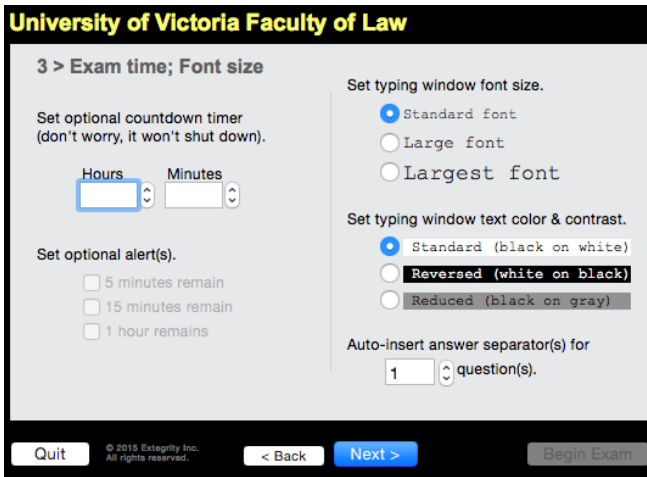 University of Victoria Faculty of Law
3 > Exam time; Font size
Set optional countdown timer
(don't worry, it won't shut down).
Hours Minutes
Set optional alert(s).
5 minutes remain
15 minutes remain
1 hour remains
Set typing window font size.
Standard font
Large font
Largest font
Set typing window text color & contrast.
Standard (black on white)
Reversed (white on black)
Reduced (black on gray)
Auto-insert answer separator(s) for
1 question(s).
Quit
© 2015 Extegrity Inc.
All rights reserved.
< Back
Next >
Begin Exam